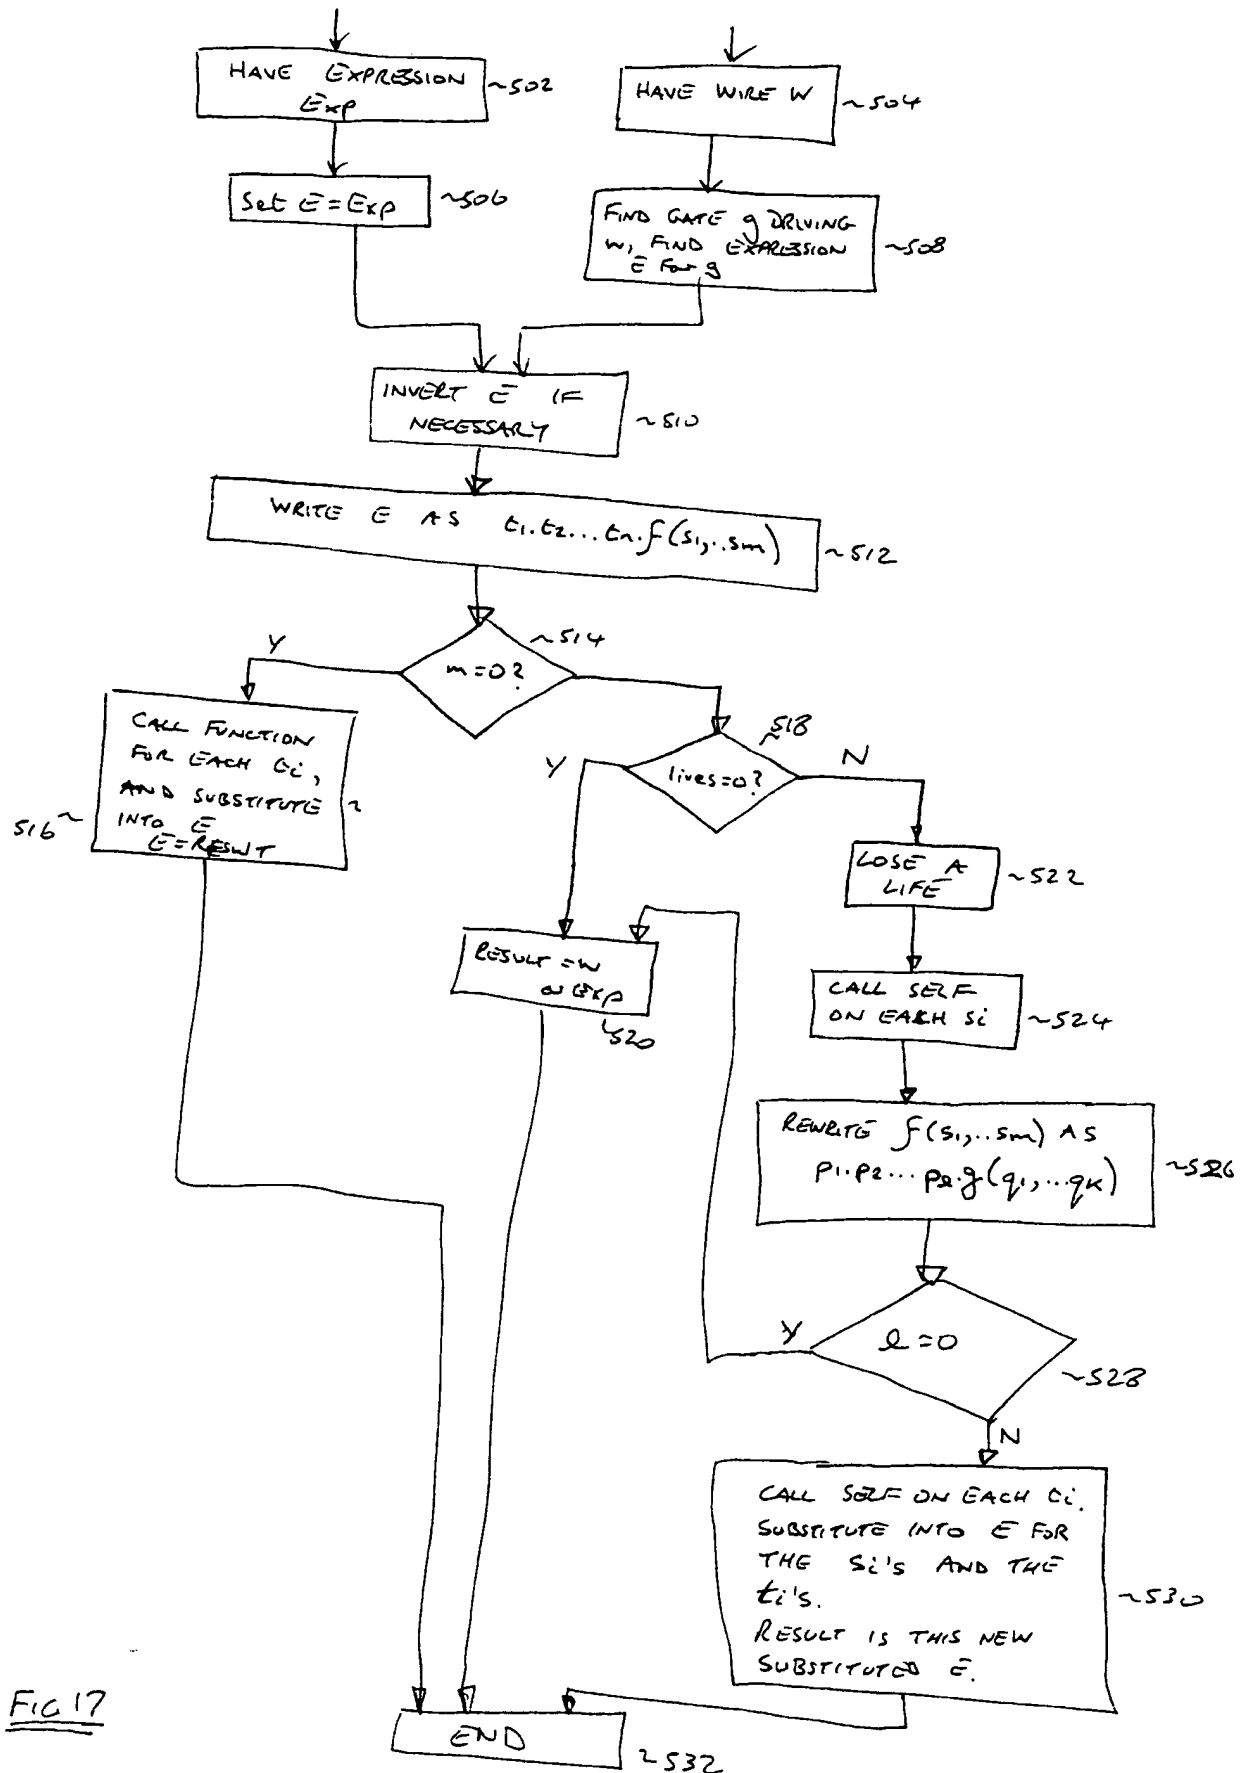 HAVE EXPRESSION
Exp
~502
HAVE WIRE W
~504
Set E=Exp
~506
FIND GATE g DRIVING
W, FIND EXPRESSION
E For g
~508
INVERT E IF
NECESSARY
~510
WRITE E AS t1.t2...tn.f(s1,..sm)
~512
m=0?
~514
Y
CALL FUNCTION
FOR EACH ti,
AND SUBSTITUTE
INTO E
E=RESULT
516~
lives=0?
~518
Y
N
LOSE A
LIFE
~522
RESULT=W
or Exp
~520
CALL SELF
ON EACH si
~524
REWRITE f(s1,..sm) AS
p1.p2...pl.g(q1,...qk)
~526
l=0
Y
~528
N
CALL SELF ON EACH ti.
SUBSTITUTE INTO E FOR
THE si's AND THE
ti's.
RESULT IS THIS NEW
SUBSTITUTED E.
~530
END
~532
FIG 17